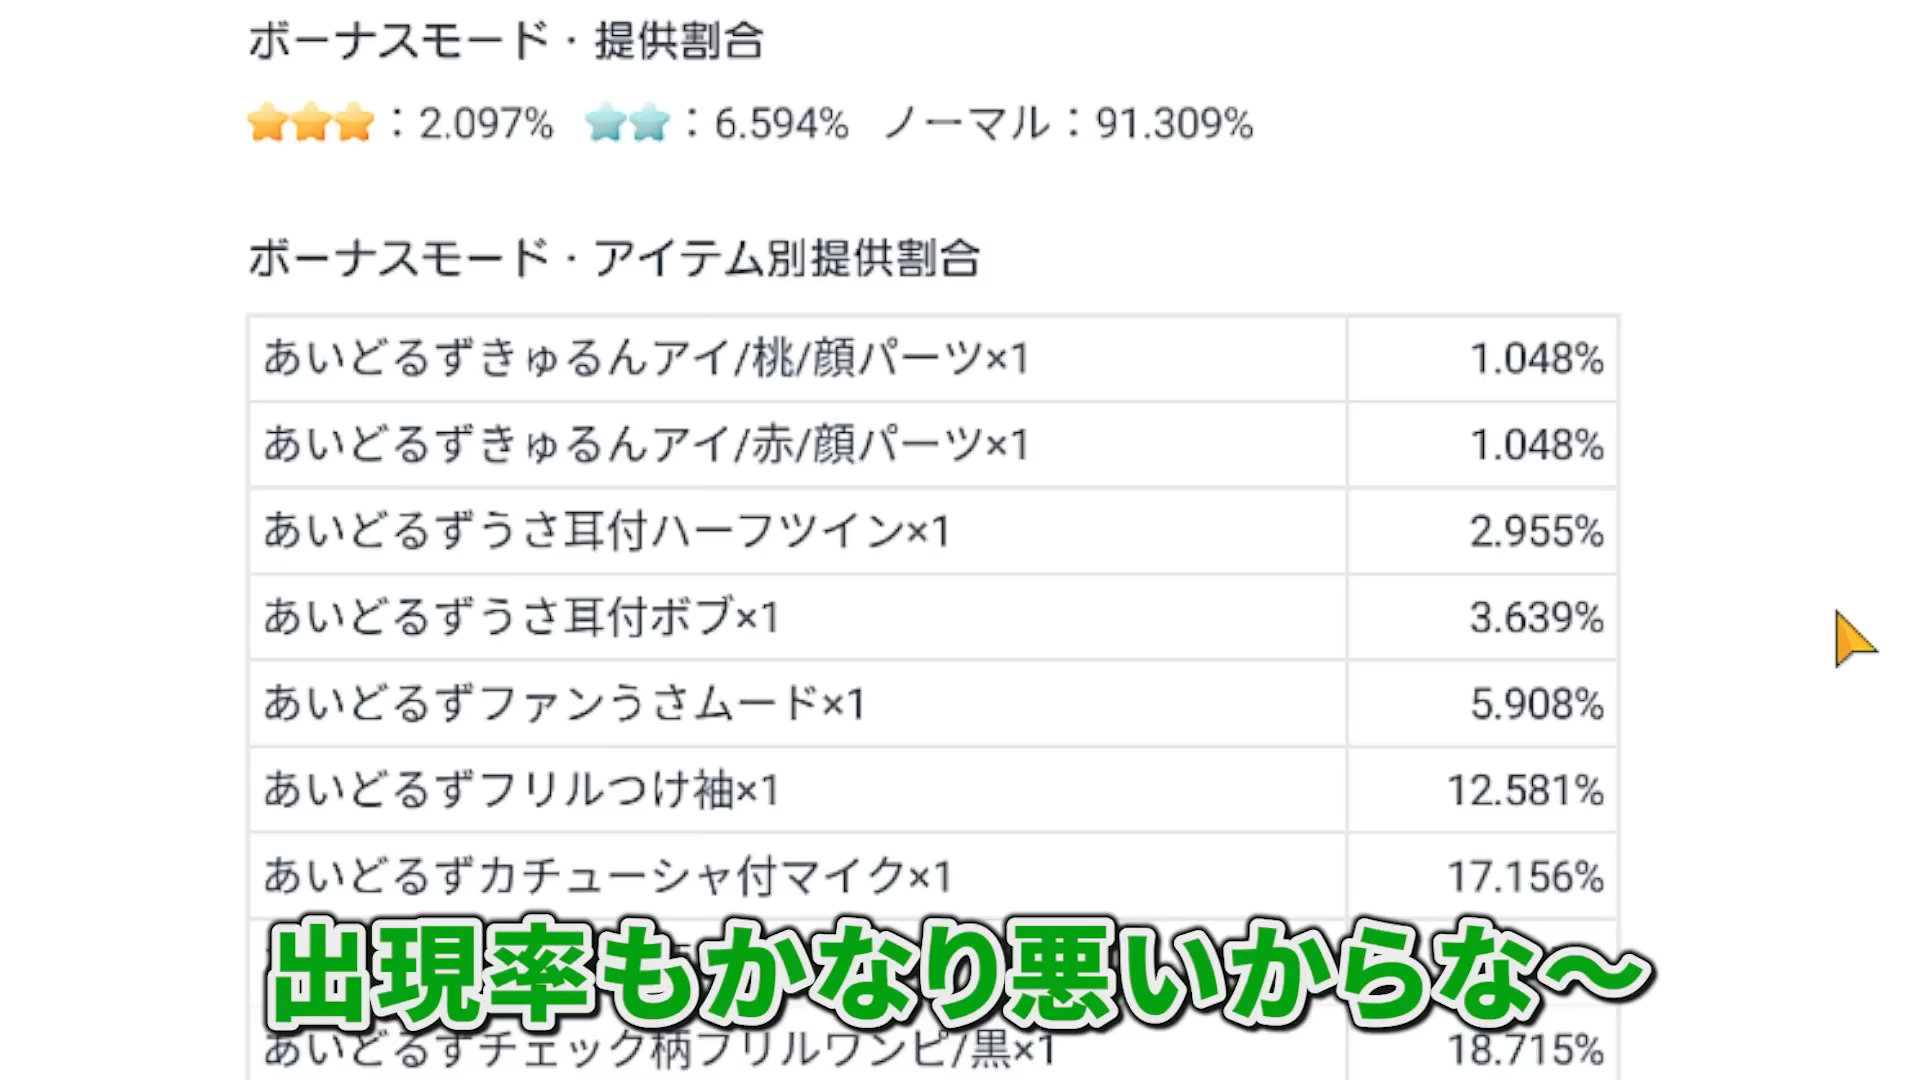 ボーナスモード・提供割合
⭐⭐⭐：2.097% ⭐⭐：6.594% ノーマル：91.309%
ボーナスモード・アイテム別提供割合
あいどるずきゅるんアイ/桃/顔パーツ×1 1.048%
あいどるずきゅるんアイ/赤/顔パーツ×1 1.048%
あいどるずうさ耳付ハーフツイン×1 2.955%
あいどるずうさ耳付ボブ×1 3.639%
あいどるずファンうさムード×1 5.908%
あいどるずフリルつけ袖×1 12.581%
あいどるずカチューシャ付マイク×1 17.156%
出現率もかなり悪いからな～
あいどるずチェック柄フリルワンピ/黒×1 18.715%